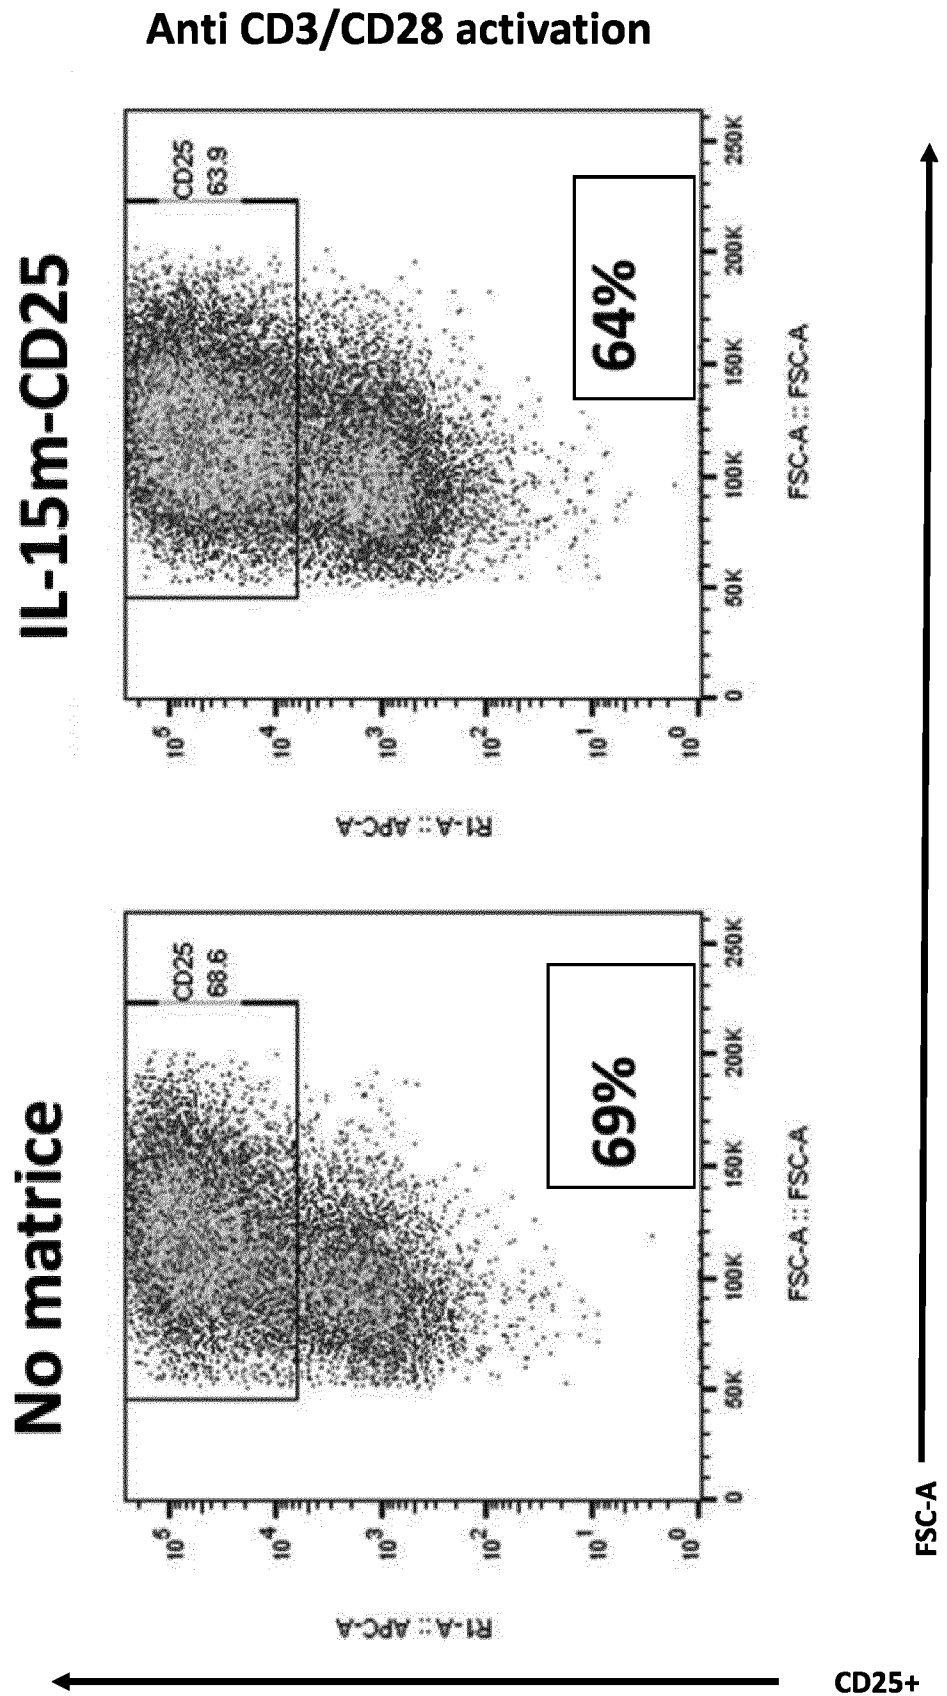 Anti CD3/CD28 activation
No matrice
IL-15m-CD25
CD25
68.6
69%
10^5
10^4
10^3
10^2
10^1
10^0
R1-A :: APC-A
0
50K
100K
150K
200K
250K
FSC-A :: FSC-A
CD25
63.9
64%
10^5
10^4
10^3
10^2
10^1
10^0
R1-A :: APC-A
0
50K
100K
150K
200K
250K
FSC-A :: FSC-A
CD25+
FSC-A